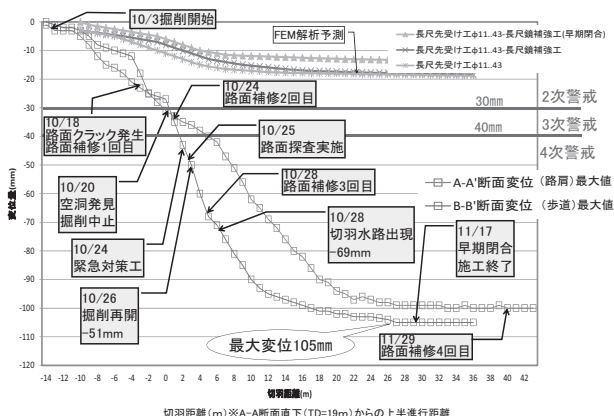 10/3掘削開始
FEM解析予測
長尺先受け工φ11.43-長尺鏡補強工(早期閉合)
長尺先受け工φ11.43-長尺鏡補強工
長尺先受け工φ11.43
10/24
路面補修2回目
30mm
2次警戒
10/18
路面クラック発生
路面補修1回目
10/25
路面探査実施
40mm
3次警戒
4次警戒
10/20
空洞発見
掘削中止
10/28
路面補修3回目
A-A'断面変位（路肩）最大値
B-B'断面変位（歩道）最大値
10/24
緊急対策工
10/28
切羽水路出現
-69mm
11/17
早期閉合
施工終了
10/26
掘削再開
-51mm
最大変位105mm
11/29
路面補修4回目
変位量(mm)
0
-10
-20
-30
-40
-50
-60
-70
-80
-90
-100
-110
-120
-14 -12 -10 -8 -6 -4 -2 0 2 4 6 8 10 12 14 16 18 20 22 24 26 28 30 32 34 36 38 40 42
切羽距離(m)
切羽距離(m)※A-A断面直下(TD=19m)からの上半進行距離